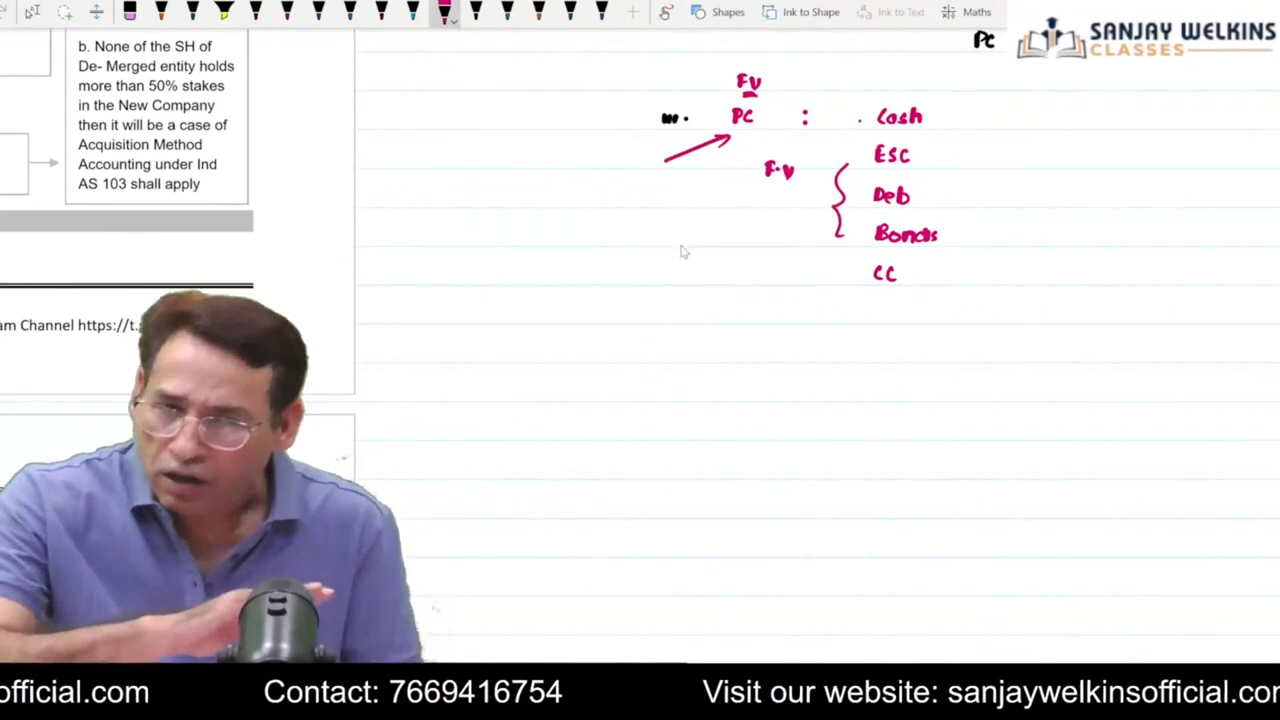 Shapes
Ink to Shape
Ink to Text
Maths
SANJAY WELKINS
CLASSES
PC
b. None of the SH of
De- Merged entity holds
more than 50% stakes
in the New Company
then it will be a case of
Acquisition Method
Accounting under Ind
AS 103 shall apply
FV
PC : . Cash
F.V
ESC
Deb
Bonds
CC
am Channel https://t.
official.com Contact: 7669416754 Visit our website: sanjaywelkinsofficial.co